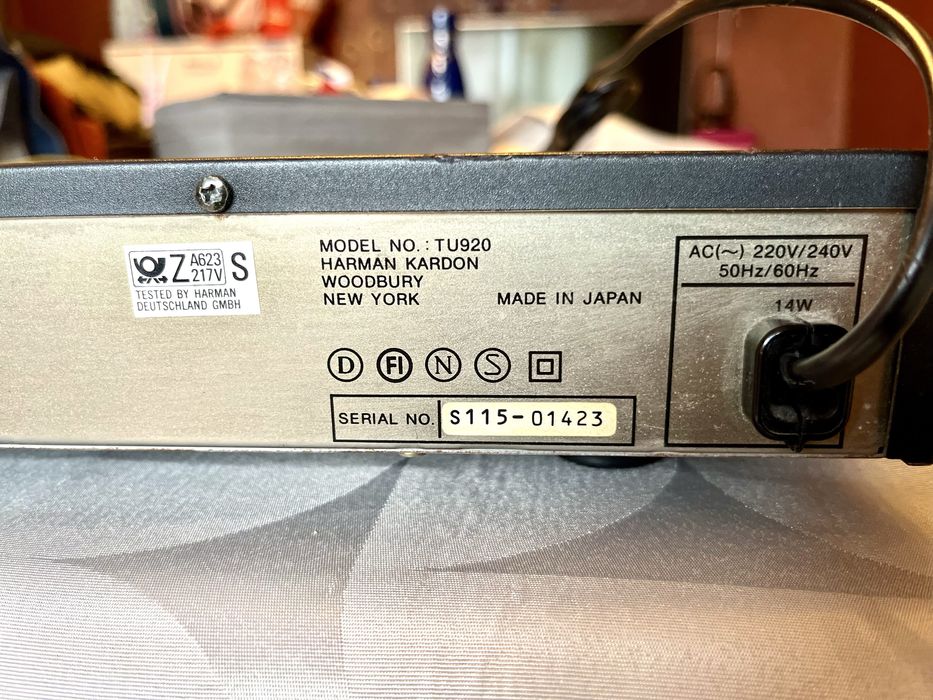 Z A623 217V S
TESTED BY HARMAN
DEUTSCHLAND GMBH
MODEL NO.: TU920
HARMAN KARDON
WOODBURY
NEW YORK MADE IN JAPAN
D FI N S
SERIAL NO. S115-01423
AC(~) 220V/240V
50Hz/60Hz
14W